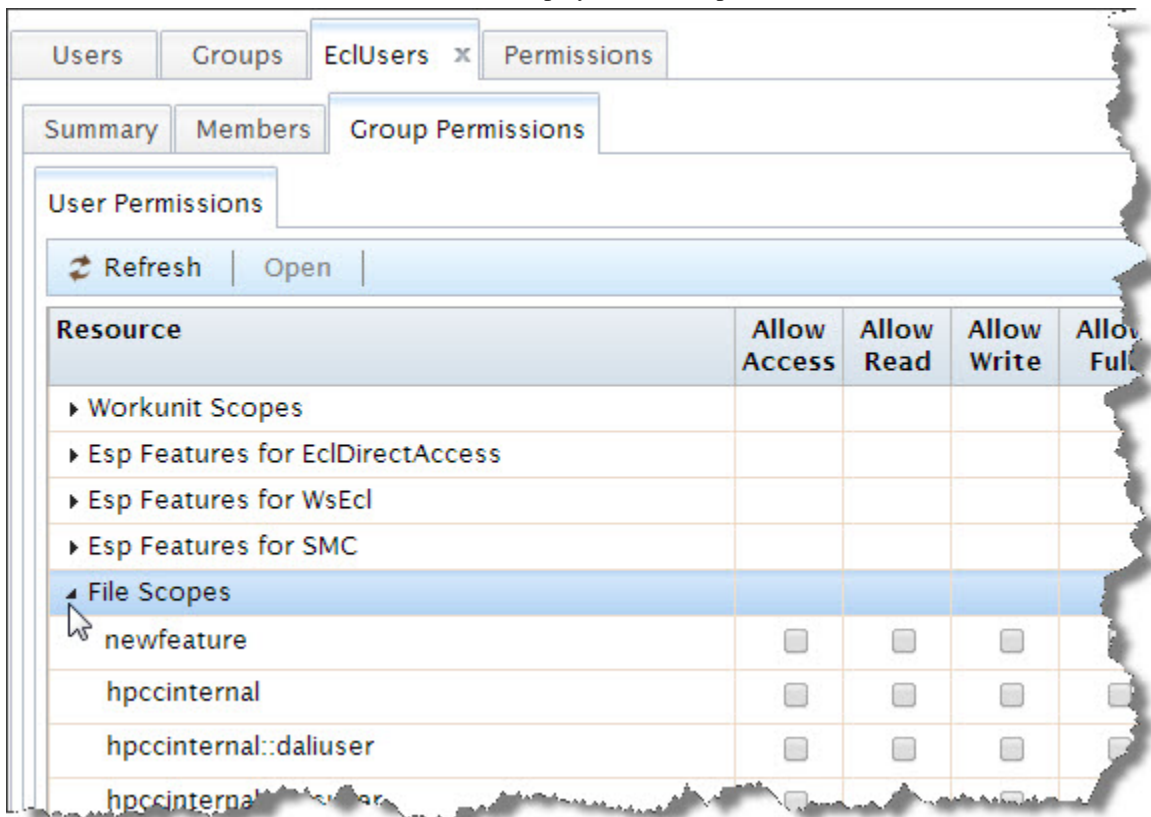 Users Groups EclUsers x Permissions
Summary Members Group Permissions
User Permissions
Refresh Open
Resource Allow Access Allow Read Allow Write Allow Full
Workunit Scopes
Esp Features for EclDirectAccess
Esp Features for WsEcl
Esp Features for SMC
File Scopes
newfeature
hpccinternal
hpccinternal::daliuser